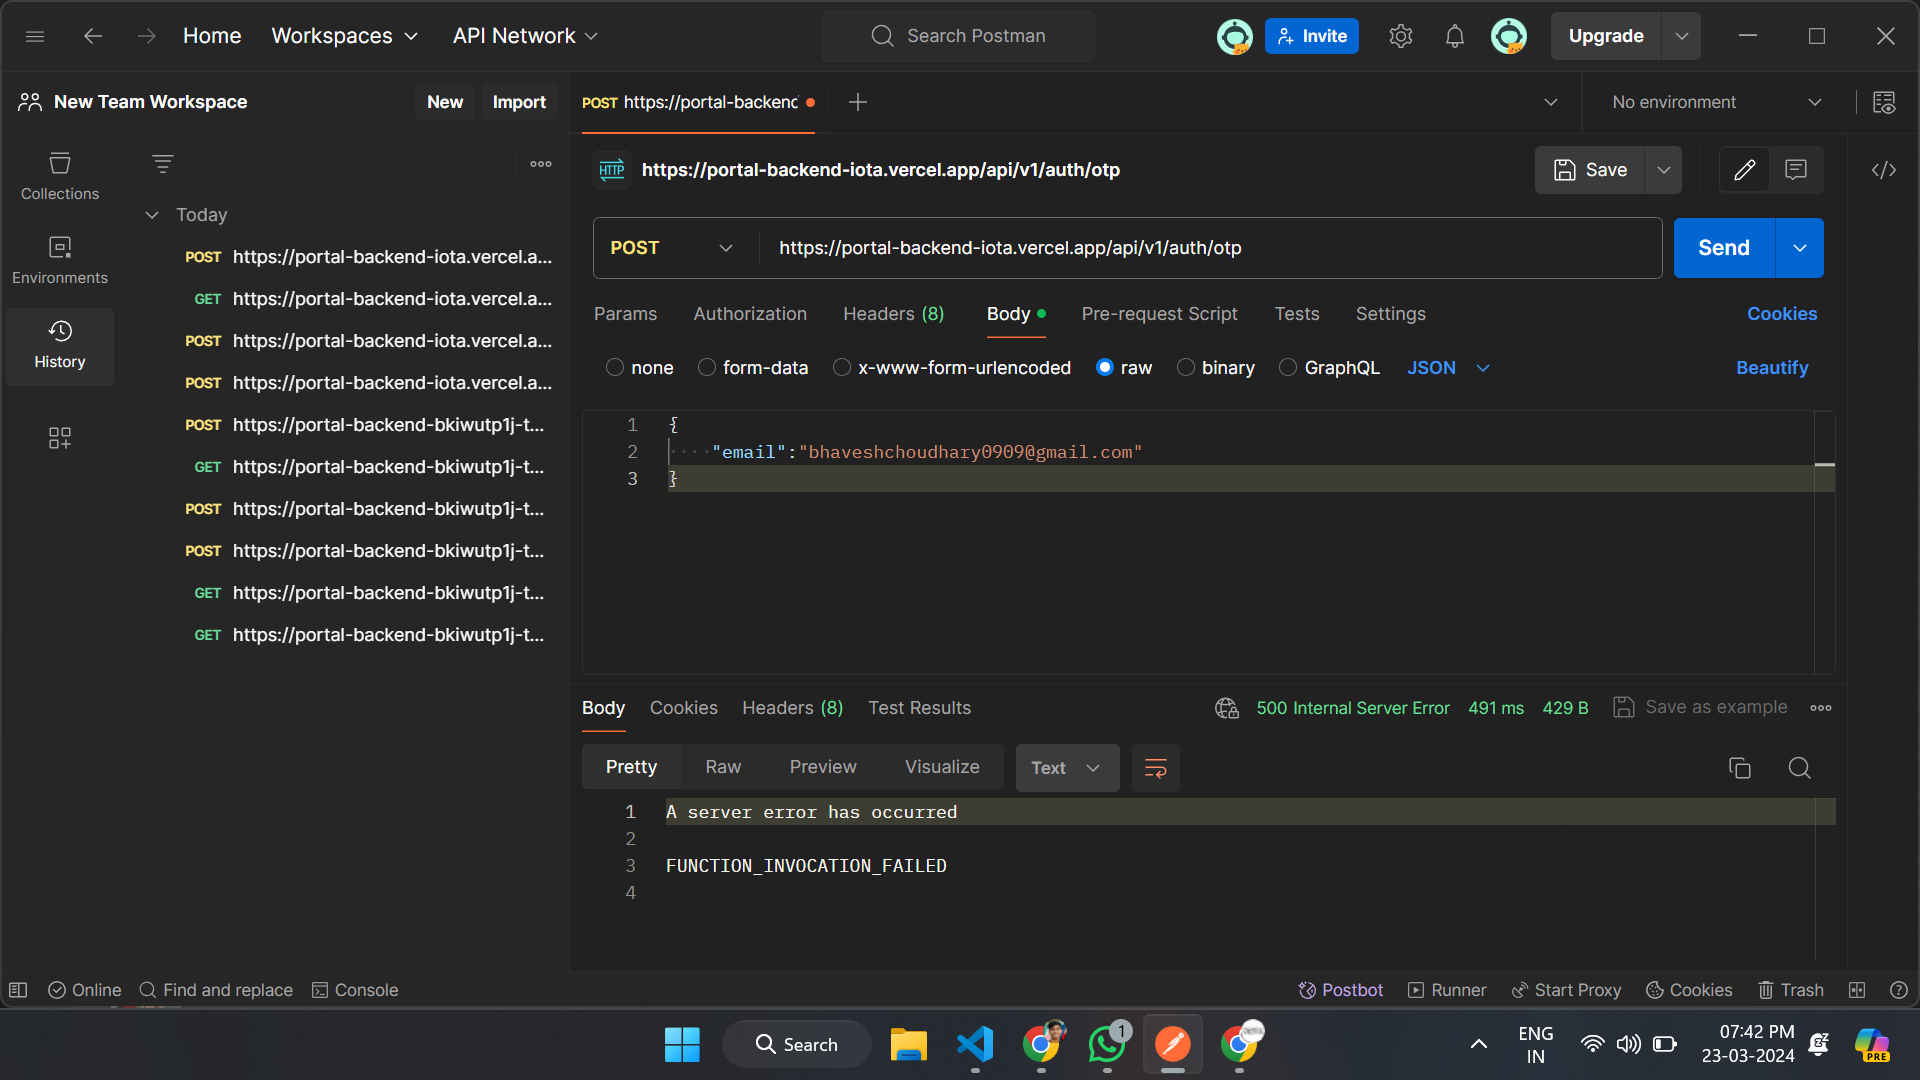 Home Workspaces API Network Search Postman Invite Upgrade
New Team Workspace New Import
POST https://portal-backend No environment
Collections
Environments
History
Today
POST https://portal-backend-iota.vercel.a...
GET https://portal-backend-iota.vercel.a...
POST https://portal-backend-iota.vercel.a...
POST https://portal-backend-iota.vercel.a...
POST https://portal-backend-bkiwutp1j-t...
GET https://portal-backend-bkiwutp1j-t...
POST https://portal-backend-bkiwutp1j-t...
POST https://portal-backend-bkiwutp1j-t...
GET https://portal-backend-bkiwutp1j-t...
GET https://portal-backend-bkiwutp1j-t...
HTTP https://portal-backend-iota.vercel.app/api/v1/auth/otp Save
POST https://portal-backend-iota.vercel.app/api/v1/auth/otp Send
Params Authorization Headers (8) Body Pre-request Script Tests Settings Cookies
none form-data x-www-form-urlencoded raw binary GraphQL JSON Beautify
1 {
2 ····"email":"bhaveshchoudhary0909@gmail.com"
3 }
Body Cookies Headers (8) Test Results 500 Internal Server Error 491 ms 429 B Save as example
Pretty Raw Preview Visualize Text
1 A server error has occurred
2
3 FUNCTION_INVOCATION_FAILED
4
Online Find and replace Console Postbot Runner Start Proxy Cookies Trash
Search 1 ENG 07:42 PM
IN 23-03-2024 PRE